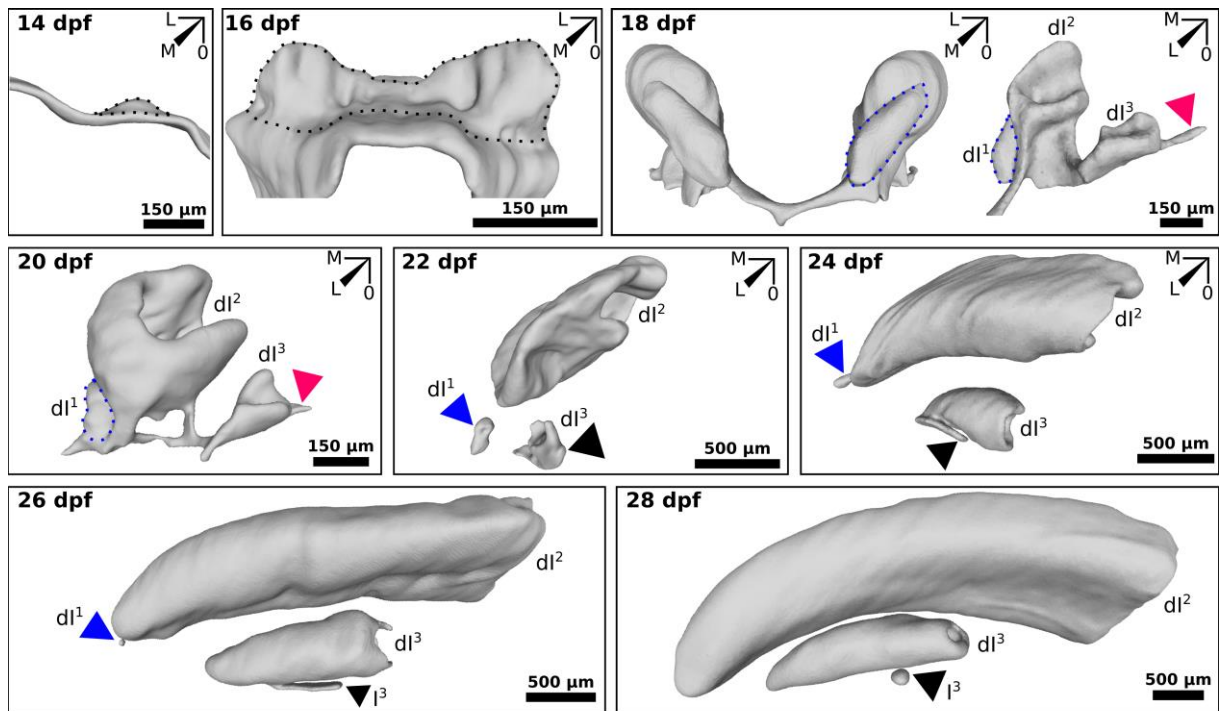 14 dpf
L
M
0
150 µm
16 dpf
L
M
0
150 µm
18 dpf
L
M
0
dI²
M
L
0
dI³
dI¹
150 µm
20 dpf
M
L
0
dI²
dI³
dI¹
150 µm
22 dpf
M
L
0
dI²
dI¹
dI³
500 µm
24 dpf
M
L
0
dI¹
dI²
dI³
500 µm
26 dpf
dI²
dI¹
dI³
I³
500 µm
28 dpf
dI²
dI³
I³
500 µm